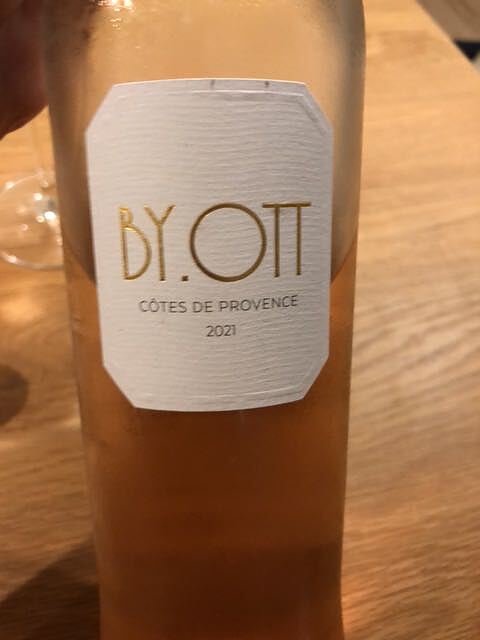 BY.OTT
CÔTES DE PROVENCE
2021